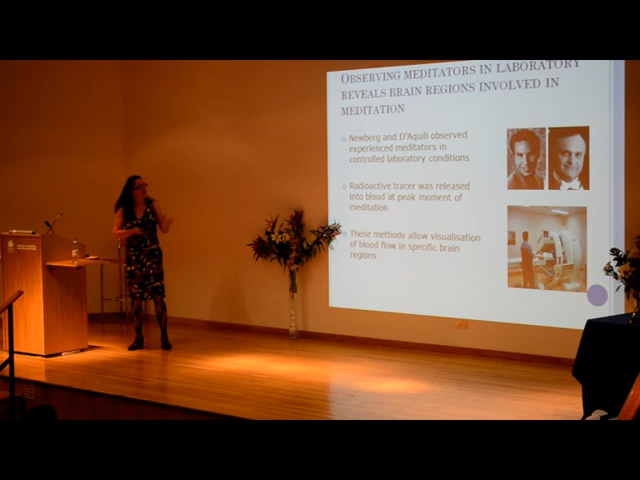 OBSERVING MEDITATORS IN LABORATORY
REVEALS BRAIN REGIONS INVOLVED IN
MEDITATION
Newberg and D'Aquili observed
experienced meditators in
controlled laboratory conditions
Radioactive tracer was released
into blood at peak moment of
meditation
These methods allow visualisation
of blood flow in specific brain
regions